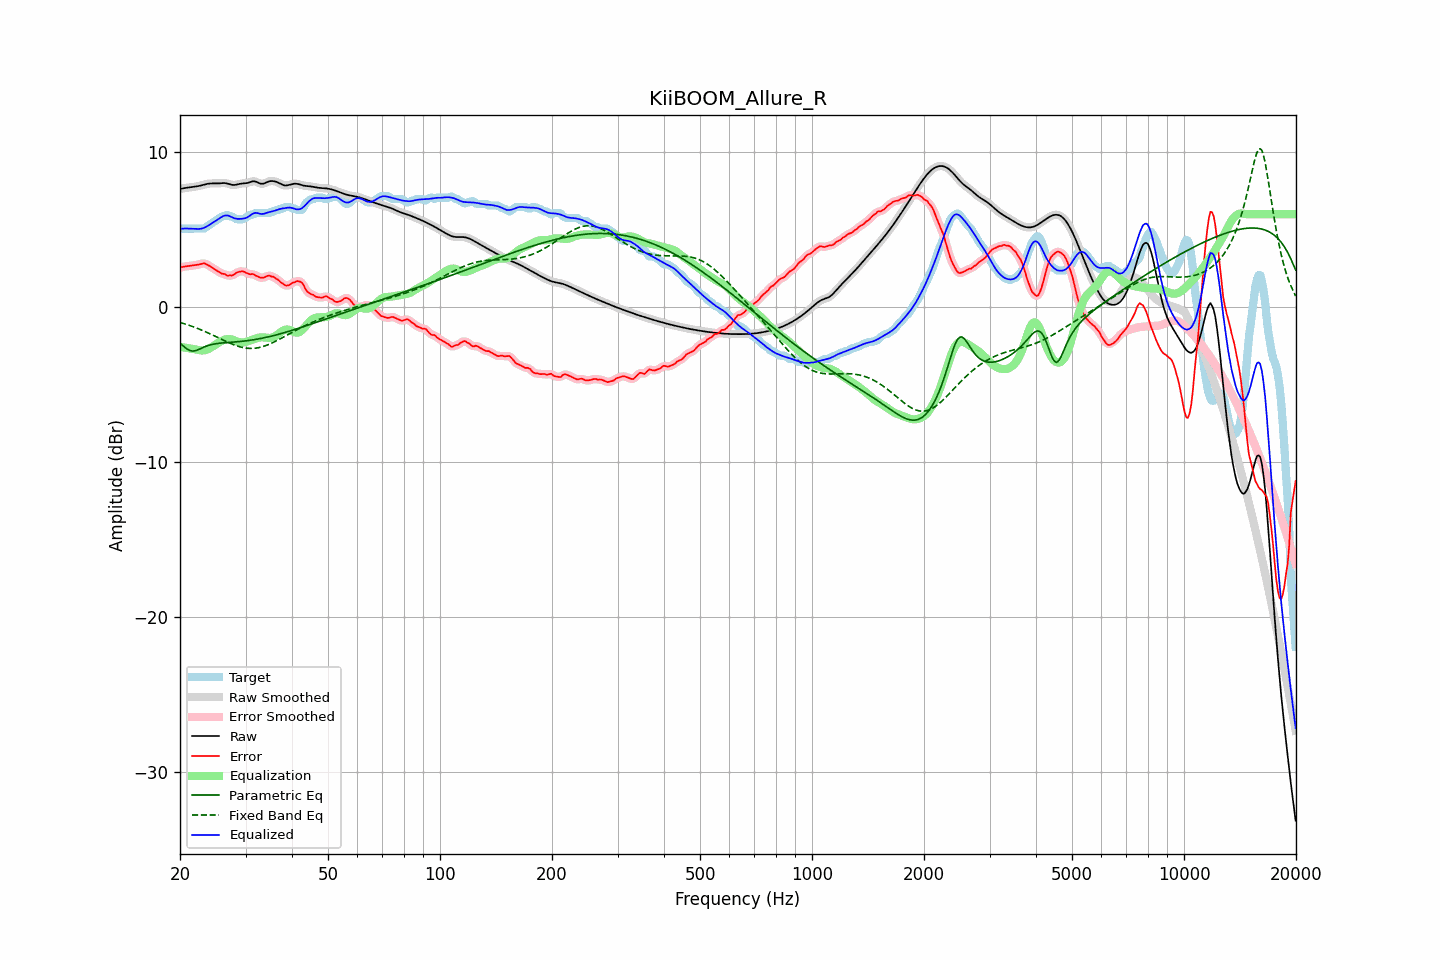 KiiBOOM_Allure_R
Amplitude (dBr)
10
0
−10
−20
−30
Target
Raw Smoothed
Error Smoothed
Raw
Error
Equalization
Parametric Eq
Fixed Band Eq
Equalized
20 50 100 200 500 1000 2000 5000 10000 20000
Frequency (Hz)